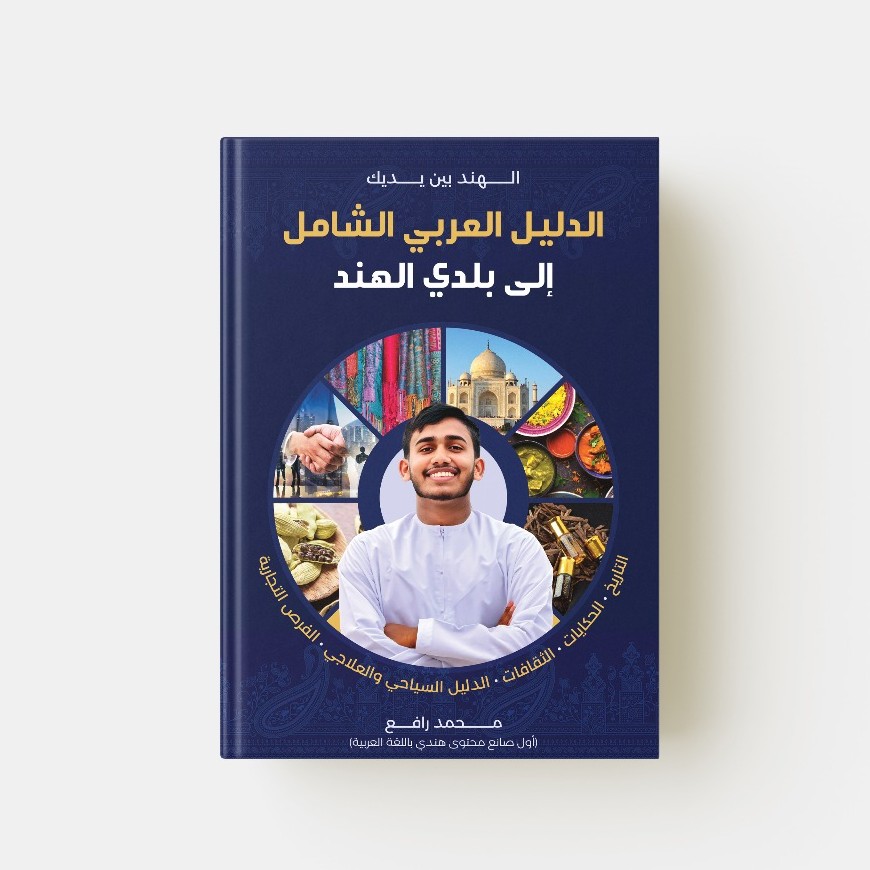 الـــهند بين يـــديك
الدليل العربي الشامل
إلى بلدي الهند
التاريخ • الحكايات • الثقافات • الدليل السياحي والعلاجي • الفرص التجارية
مـــحمد رافـــع
(أول صانع محتوى هندي باللغة العربية)